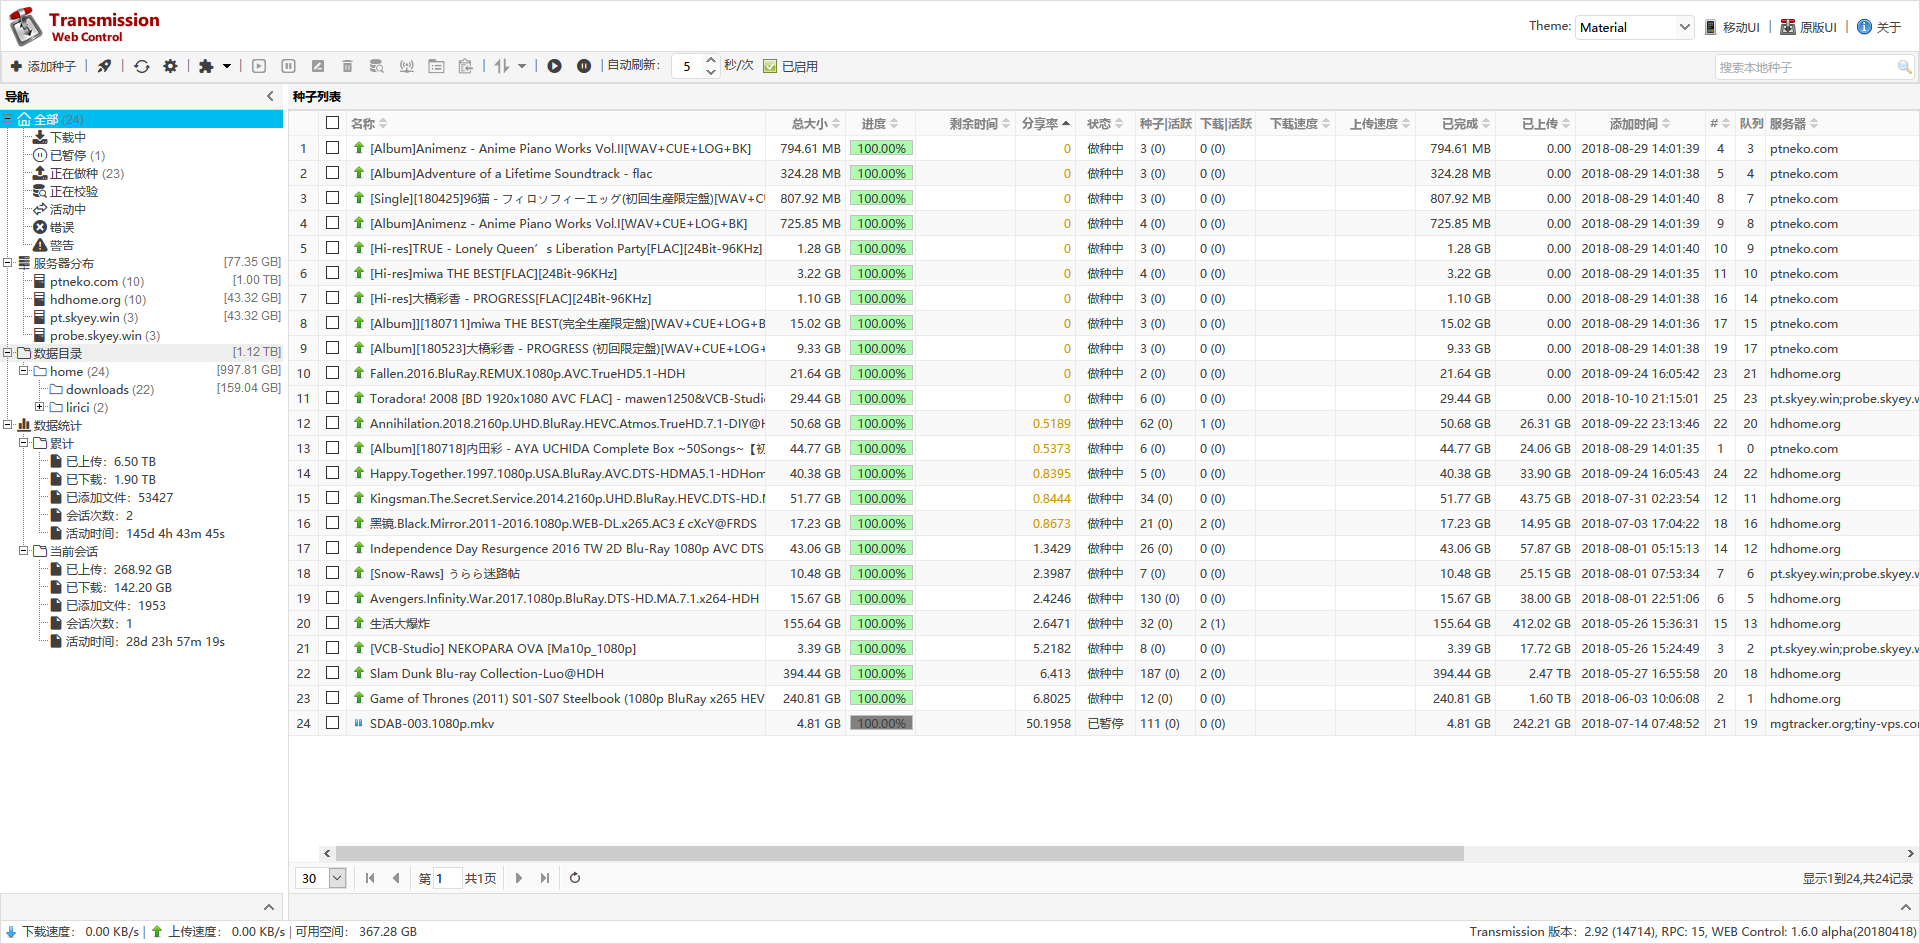 Transmission
Web Control
Theme: Material 移动UI | 原版UI | 关于
添加种子 自动刷新: 5 秒/次 已启用 搜索本地种子
导航
全部 (24)
下载中
已暂停 (1)
正在做种 (23)
正在校验
活动中
错误
警告
服务器分布 [77.35 GB]
ptneko.com (10) [1.00 TB]
hdhome.org (10) [43.32 GB]
pt.skyey.win (3) [43.32 GB]
probe.skyey.win (3)
数据目录 [1.12 TB]
home (24) [997.81 GB]
downloads (22) [159.04 GB]
lirici (2)
数据统计
累计
已上传: 6.50 TB
已下载: 1.90 TB
已添加文件: 53427
会话次数: 2
活动时间: 145d 4h 43m 45s
当前会话
已上传: 268.92 GB
已下载: 142.20 GB
已添加文件: 1953
会话次数: 1
活动时间: 28d 23h 57m 19s
种子列表
名称 总大小 进度 剩余时间 分享率 状态 种子|活跃 下载|活跃 下载速度 上传速度 已完成 已上传 添加时间 # 队列 服务器
1 [Album]Animenz - Anime Piano Works Vol.II[WAV+CUE+LOG+BK] 794.61 MB 100.00% 0 做种中 3 (0) 0 (0) 794.61 MB 0.00 2018-08-29 14:01:39 4 3 ptneko.com
2 [Album]Adventure of a Lifetime Soundtrack - flac 324.28 MB 100.00% 0 做种中 3 (0) 0 (0) 324.28 MB 0.00 2018-08-29 14:01:38 5 4 ptneko.com
3 [Single][180425]96猫 - フィロソフィーエッグ(初回生産限定盤)[WAV+CU 807.92 MB 100.00% 0 做种中 3 (0) 0 (0) 807.92 MB 0.00 2018-08-29 14:01:40 8 7 ptneko.com
4 [Album]Animenz - Anime Piano Works Vol.I[WAV+CUE+LOG+BK] 725.85 MB 100.00% 0 做种中 4 (0) 0 (0) 725.85 MB 0.00 2018-08-29 14:01:39 9 8 ptneko.com
5 [Hi-res]TRUE - Lonely Queen’s Liberation Party[FLAC][24Bit-96KHz] 1.28 GB 100.00% 0 做种中 3 (0) 0 (0) 1.28 GB 0.00 2018-08-29 14:01:40 10 9 ptneko.com
6 [Hi-res]miwa THE BEST[FLAC][24Bit-96KHz] 3.22 GB 100.00% 0 做种中 4 (0) 0 (0) 3.22 GB 0.00 2018-08-29 14:01:35 11 10 ptneko.com
7 [Hi-res]大橋彩香 - PROGRESS[FLAC][24Bit-96KHz] 1.10 GB 100.00% 0 做种中 3 (0) 0 (0) 1.10 GB 0.00 2018-08-29 14:01:38 16 14 ptneko.com
8 [Album]][180711]miwa THE BEST(完全生産限定盤)[WAV+CUE+LOG+B 15.02 GB 100.00% 0 做种中 3 (0) 0 (0) 15.02 GB 0.00 2018-08-29 14:01:36 17 15 ptneko.com
9 [Album][180523]大橋彩香 - PROGRESS (初回限定盤)[WAV+CUE+LOG+ 9.33 GB 100.00% 0 做种中 3 (0) 0 (0) 9.33 GB 0.00 2018-08-29 14:01:38 19 17 ptneko.com
10 Fallen.2016.BluRay.REMUX.1080p.AVC.TrueHD5.1-HDH 21.64 GB 100.00% 0 做种中 2 (0) 0 (0) 21.64 GB 0.00 2018-09-24 16:05:42 23 21 hdhome.org
11 Toradora! 2008 [BD 1920x1080 AVC FLAC] - mawen1250&VCB-Studi 29.44 GB 100.00% 0 做种中 6 (0) 0 (0) 29.44 GB 0.00 2018-10-10 21:15:01 25 23 pt.skyey.win;probe.skyey.w
12 Annihilation.2018.2160p.UHD.BluRay.HEVC.Atmos.TrueHD.7.1-DIY@H 50.68 GB 100.00% 0.5189 做种中 62 (0) 1 (0) 50.68 GB 26.31 GB 2018-09-22 23:13:46 22 20 hdhome.org
13 [Album][180718]内田彩 - AYA UCHIDA Complete Box ~50Songs~【初 44.77 GB 100.00% 0.5373 做种中 6 (0) 0 (0) 44.77 GB 24.06 GB 2018-08-29 14:01:35 1 0 ptneko.com
14 Happy.Together.1997.1080p.USA.BluRay.AVC.DTS-HDMA5.1-HDHom 40.38 GB 100.00% 0.8395 做种中 5 (0) 0 (0) 40.38 GB 33.90 GB 2018-09-24 16:05:43 24 22 hdhome.org
15 Kingsman.The.Secret.Service.2014.2160p.UHD.BluRay.HEVC.DTS-HD.M 51.77 GB 100.00% 0.8444 做种中 34 (0) 0 (0) 51.77 GB 43.75 GB 2018-07-31 02:23:54 12 11 hdhome.org
16 黑镜.Black.Mirror.2011-2016.1080p.WEB-DL.x265.AC3￡cXcY@FRDS 17.23 GB 100.00% 0.8673 做种中 21 (0) 2 (0) 17.23 GB 14.95 GB 2018-07-03 17:04:22 18 16 hdhome.org
17 Independence Day Resurgence 2016 TW 2D Blu-Ray 1080p AVC DTS 43.06 GB 100.00% 1.3429 做种中 26 (0) 0 (0) 43.06 GB 57.87 GB 2018-08-01 05:15:13 14 12 hdhome.org
18 [Snow-Raws] うらら迷路帖 10.48 GB 100.00% 2.3987 做种中 7 (0) 0 (0) 10.48 GB 25.15 GB 2018-08-01 07:53:34 7 6 pt.skyey.win;probe.skyey.w
19 Avengers.Infinity.War.2017.1080p.BluRay.DTS-HD.MA.7.1.x264-HDH 15.67 GB 100.00% 2.4246 做种中 130 (0) 0 (0) 15.67 GB 38.00 GB 2018-08-01 22:51:06 6 5 hdhome.org
20 生活大爆炸 155.64 GB 100.00% 2.6471 做种中 32 (0) 2 (1) 155.64 GB 412.02 GB 2018-05-26 15:36:31 15 13 hdhome.org
21 [VCB-Studio] NEKOPARA OVA [Ma10p_1080p] 3.39 GB 100.00% 5.2182 做种中 8 (0) 0 (0) 3.39 GB 17.72 GB 2018-05-26 15:24:49 3 2 pt.skyey.win;probe.skyey.w
22 Slam Dunk Blu-ray Collection-Luo@HDH 394.44 GB 100.00% 6.413 做种中 187 (0) 2 (0) 394.44 GB 2.47 TB 2018-05-27 16:55:58 20 18 hdhome.org
23 Game of Thrones (2011) S01-S07 Steelbook (1080p BluRay x265 HEV 240.81 GB 100.00% 6.8025 做种中 12 (0) 0 (0) 240.81 GB 1.60 TB 2018-06-03 10:06:08 2 1 hdhome.org
24 SDAB-003.1080p.mkv 4.81 GB 100.00% 50.1958 已暂停 111 (0) 0 (0) 4.81 GB 242.21 GB 2018-07-14 07:48:52 21 19 mgtracker.org;tiny-vps.co
30 第 1 共1页 显示1到24,共24记录
下载速度: 0.00 KB/s | 上传速度: 0.00 KB/s | 可用空间: 367.28 GB Transmission 版本: 2.92 (14714), RPC: 15, WEB Control: 1.6.0 alpha(20180418)